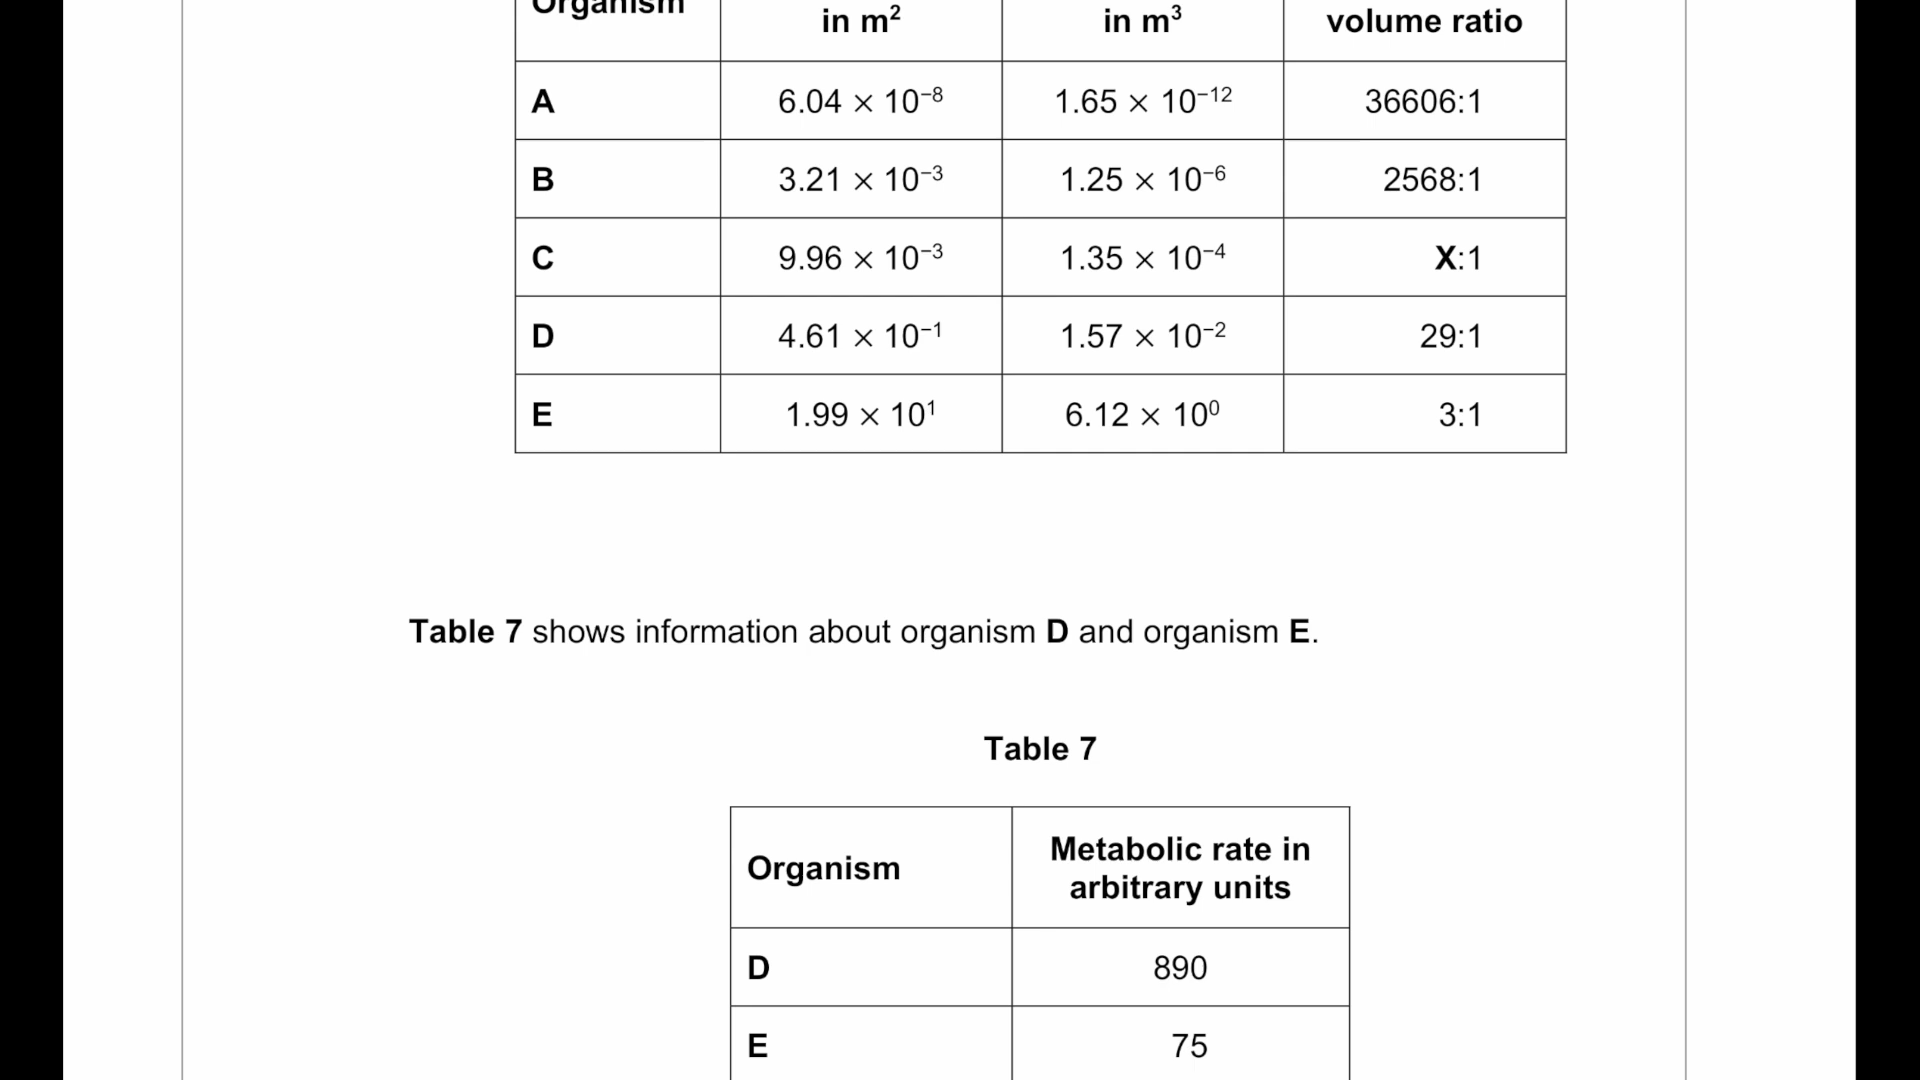 Organism in m² in m³ volume ratio
A 6.04 × 10⁻⁸ 1.65 × 10⁻¹² 36606:1
B 3.21 × 10⁻³ 1.25 × 10⁻⁶ 2568:1
C 9.96 × 10⁻³ 1.35 × 10⁻⁴ X:1
D 4.61 × 10⁻¹ 1.57 × 10⁻² 29:1
E 1.99 × 10¹ 6.12 × 10⁰ 3:1
Table 7 shows information about organism D and organism E.
Table 7
Organism Metabolic rate in
arbitrary units
D 890
E 75